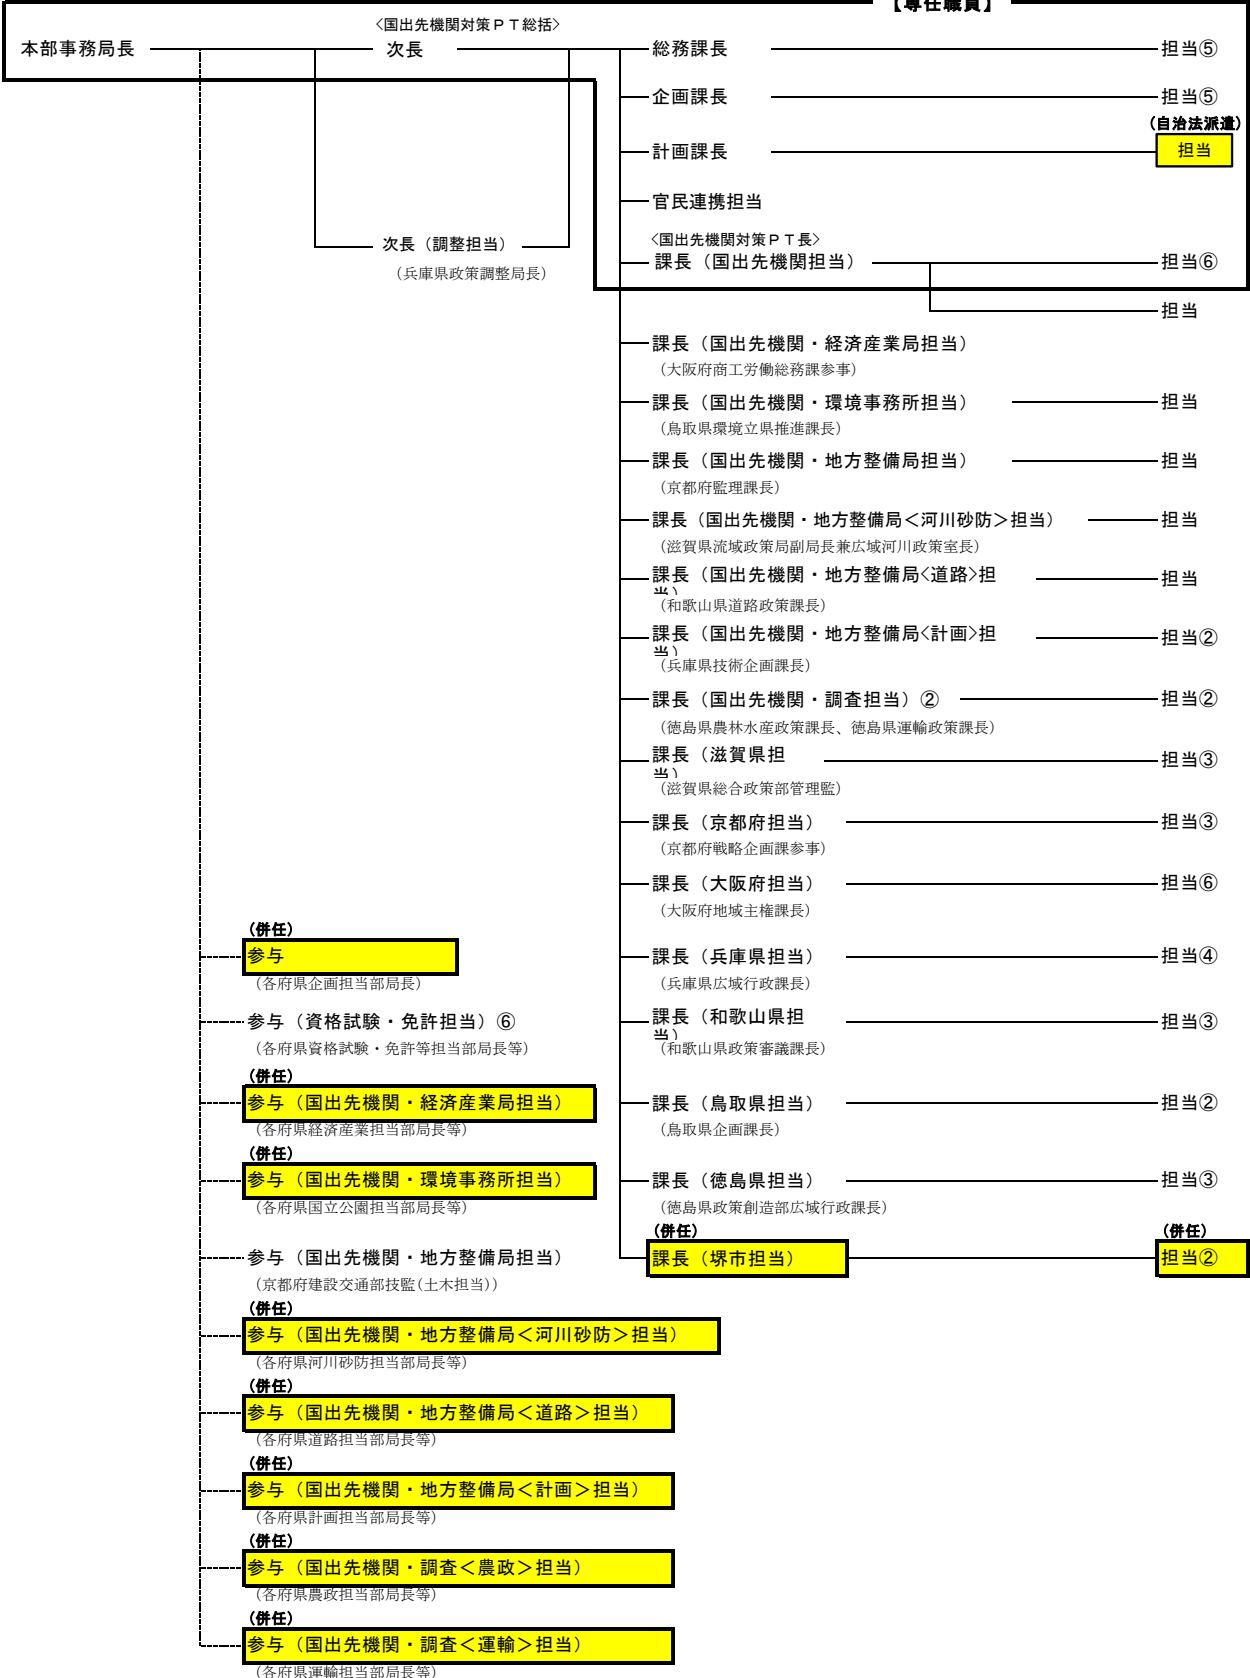 【専任職員】
<国出先機関対策ＰＴ総括>
本部事務局長
次長
総務課長
担当⑤
企画課長
担当⑤
(自治法派遣)
計画課長
担当
官民連携担当
<国出先機関対策ＰＴ長>
次長（調整担当）
（兵庫県政策調整局長）
課長（国出先機関担当）
担当⑥
担当
課長（国出先機関・経済産業局担当）
（大阪府商工労働総務課参事）
課長（国出先機関・環境事務所担当）
担当
（鳥取県環境立県推進課長）
課長（国出先機関・地方整備局担当）
担当
（京都府監理課長）
課長（国出先機関・地方整備局＜河川砂防＞担当）
担当
（滋賀県流域政策局副局長兼広域河川政策室長）
課長（国出先機関・地方整備局<道路>担
当）
担当
（和歌山県道路政策課長）
課長（国出先機関・地方整備局<計画>担
当）
担当②
（兵庫県技術企画課長）
課長（国出先機関・調査担当）②
担当②
（徳島県農林水産政策課長、徳島県運輸政策課長）
課長（滋賀県担
当）
担当③
（滋賀県総合政策部管理監）
課長（京都府担当）
担当③
（京都府戦略企画課参事）
課長（大阪府担当）
担当⑥
（大阪府地域主権課長）
(併任)
参与
（各府県企画担当部局長）
課長（兵庫県担当）
担当④
（兵庫県広域行政課長）
参与（資格試験・免許担当）⑥
（各府県資格試験・免許等担当部局長等）
課長（和歌山県担
当）
担当③
（和歌山県政策審議課長）
(併任)
参与（国出先機関・経済産業局担当）
（各府県経済産業担当部局長等）
課長（鳥取県担当）
担当②
（鳥取県企画課長）
(併任)
参与（国出先機関・環境事務所担当）
（各府県国立公園担当部局長等）
課長（徳島県担当）
担当③
（徳島県政策創造部広域行政課長）
(併任)
(併任)
参与（国出先機関・地方整備局担当）
（京都府建設交通部技監(土木担当)）
課長（堺市担当）
担当②
(併任)
参与（国出先機関・地方整備局＜河川砂防＞担当）
（各府県河川砂防担当部局長等）
(併任)
参与（国出先機関・地方整備局＜道路＞担当）
（各府県道路担当部局長等）
(併任)
参与（国出先機関・地方整備局＜計画＞担当）
（各府県計画担当部局長等）
(併任)
参与（国出先機関・調査＜農政＞担当）
（各府県農政担当部局長等）
(併任)
参与（国出先機関・調査＜運輸＞担当）
（各府県運輸担当部局長等）